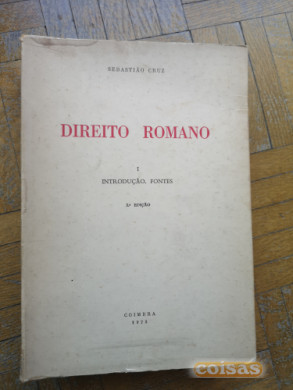 SEBASTIÃO CRUZ
DIREITO ROMANO
I
INTRODUÇÃO. FONTES
COIMBRA
coisas